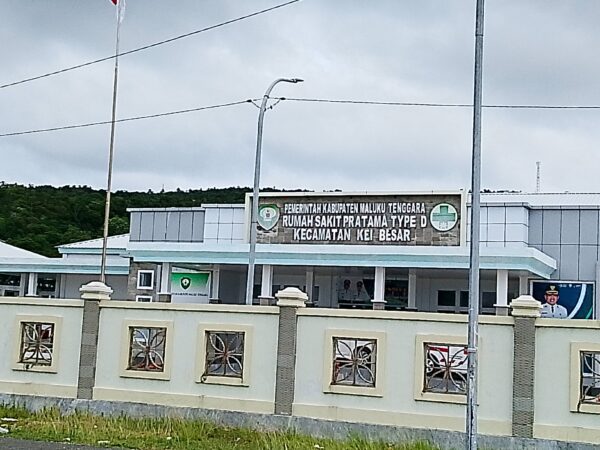 PEMERINTAH KABUPATEN MALUKU TENGGARA
RUMAH SAKIT PRATAMA TYPE D
KECAMATAN KEI BESAR